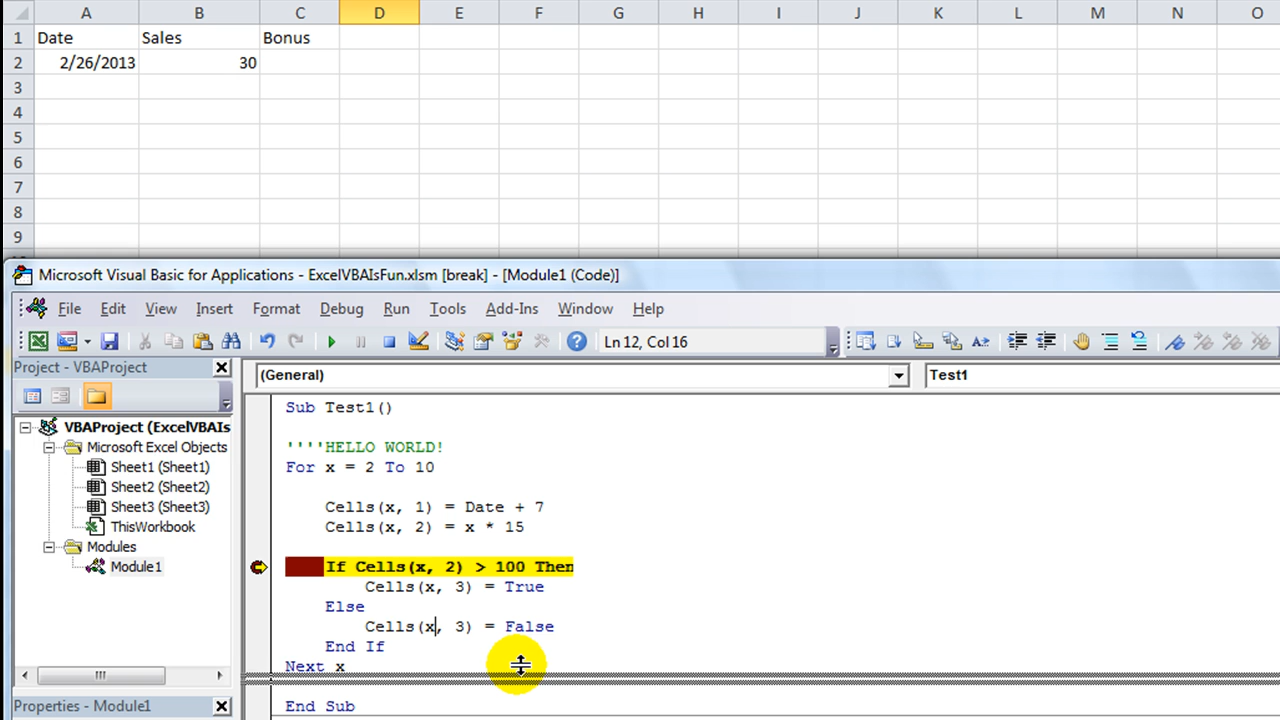 A B C D E F G H I J K L M N O
1 Date Sales Bonus
2 2/26/2013 30
3
4
5
6
7
8
9
Microsoft Visual Basic for Applications - ExcelVBAIsFun.xlsm [break] - [Module1 (Code)]
File Edit View Insert Format Debug Run Tools Add-Ins Window Help
Ln 12, Col 16
Project - VBAProject
(General) Test1
VBAProject (ExcelVBAIs
Microsoft Excel Objects
Sheet1 (Sheet1)
Sheet2 (Sheet2)
Sheet3 (Sheet3)
ThisWorkbook
Modules
Module1
Properties - Module1
Sub Test1()
''''HELLO WORLD!
For x = 2 To 10
Cells(x, 1) = Date + 7
Cells(x, 2) = x * 15
If Cells(x, 2) > 100 Then
Cells(x, 3) = True
Else
Cells(x, 3) = False
End If
Next x
End Sub